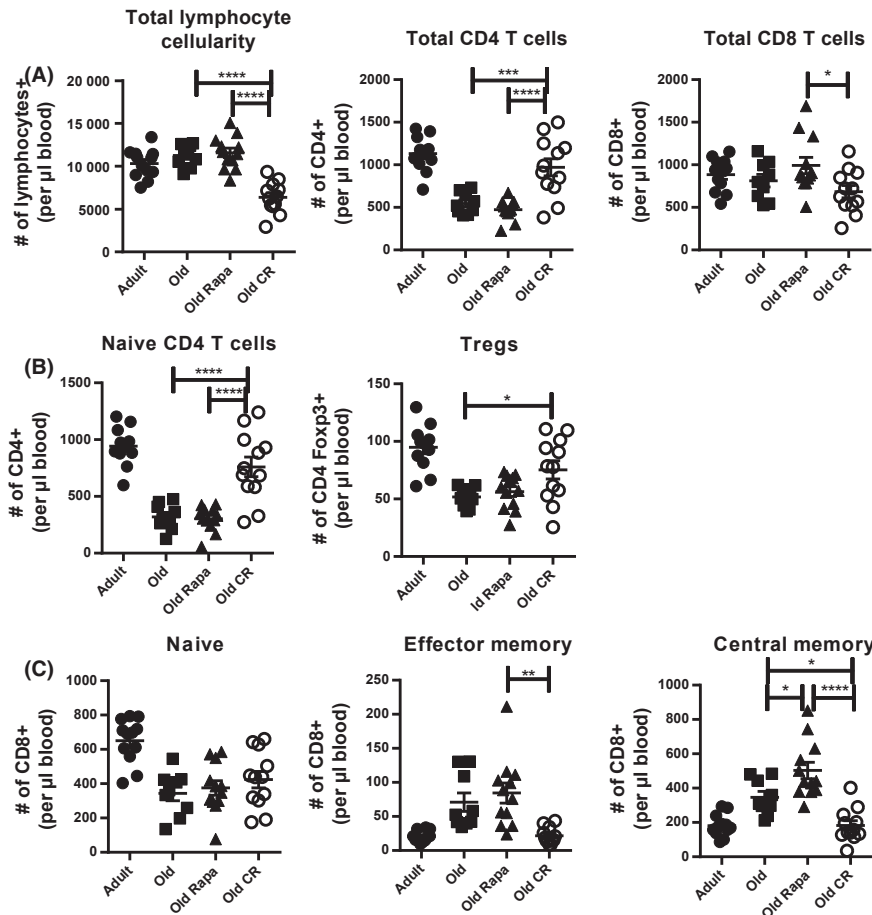 (A)
Total lymphocyte
cellularity
# of lymphocytes+
(per µl blood)
20 000
15 000
10 000
5000
0
****
****
Adult
Old
Old Rapa
Old CR
Total CD4 T cells
# of CD4+
(per µl blood)
2000
1500
1000
500
0
***
****
Adult
Old
Old Rapa
Old CR
Total CD8 T cells
# of CD8+
(per µl blood)
2000
1500
1000
500
0
*
Adult
Old
Old Rapa
Old CR
(B)
Naive CD4 T cells
# of CD4+
(per µl blood)
1500
1000
500
0
****
****
Adult
Old
Old Rapa
Old CR
Tregs
# of CD4 Foxp3+
(per µl blood)
150
100
50
0
*
Adult
Old
ld Rapa
Old CR
(C)
Naive
# of CD8+
(per µl blood)
1000
800
600
400
200
0
Adult
Old
Old Rapa
Old CR
Effector memory
# of CD8+
(per µl blood)
250
200
150
100
50
0
**
Adult
Old
Old Rapa
Old CR
Central memory
# of CD8+
(per µl blood)
1000
800
600
400
200
0
*
*
****
Adult
Old
Old Rapa
Old CR